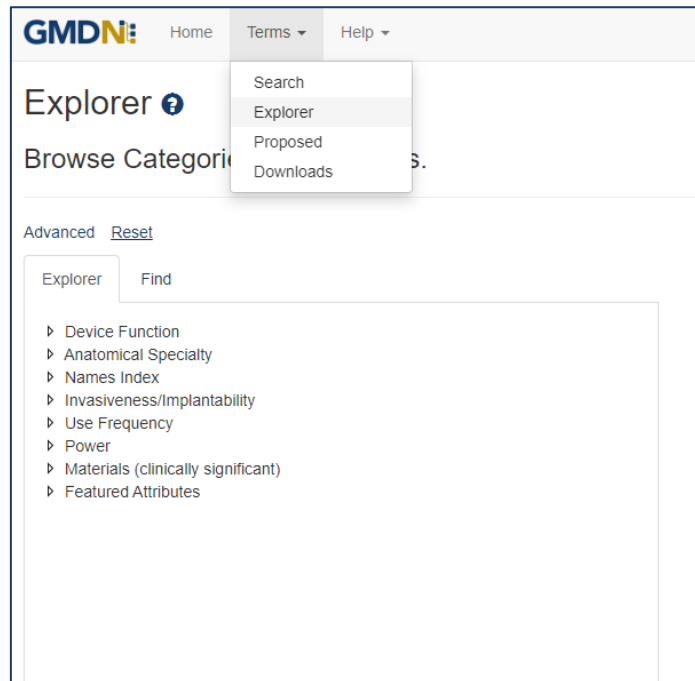 GMDN Home Terms Help
Search
Explorer
Proposed
Downloads
Explorer ?
Browse Categori s.
Advanced Reset
Explorer Find
Device Function
Anatomical Specialty
Names Index
Invasiveness/Implantability
Use Frequency
Power
Materials (clinically significant)
Featured Attributes